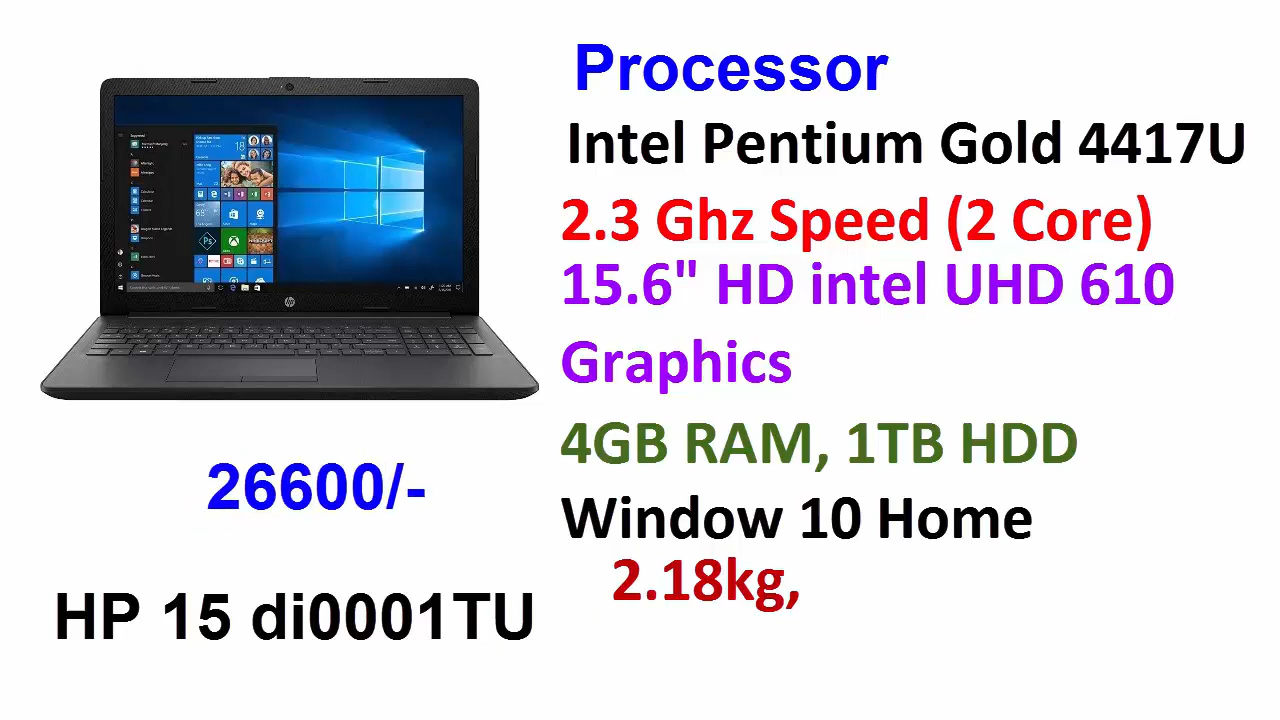 Processor
Intel Pentium Gold 4417U
2.3 Ghz Speed (2 Core)
15.6" HD intel UHD 610
Graphics
4GB RAM, 1TB HDD
Window 10 Home
2.18kg,
26600/-
HP 15 di0001TU
hp